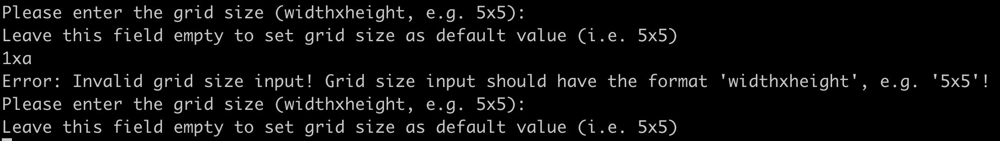 Please enter the grid size (widthxheight, e.g. 5x5):
Leave this field empty to set grid size as default value (i.e. 5x5)
1xa
Error: Invalid grid size input! Grid size input should have the format 'widthxheight', e.g. '5x5'!
Please enter the grid size (widthxheight, e.g. 5x5):
Leave this field empty to set grid size as default value (i.e. 5x5)